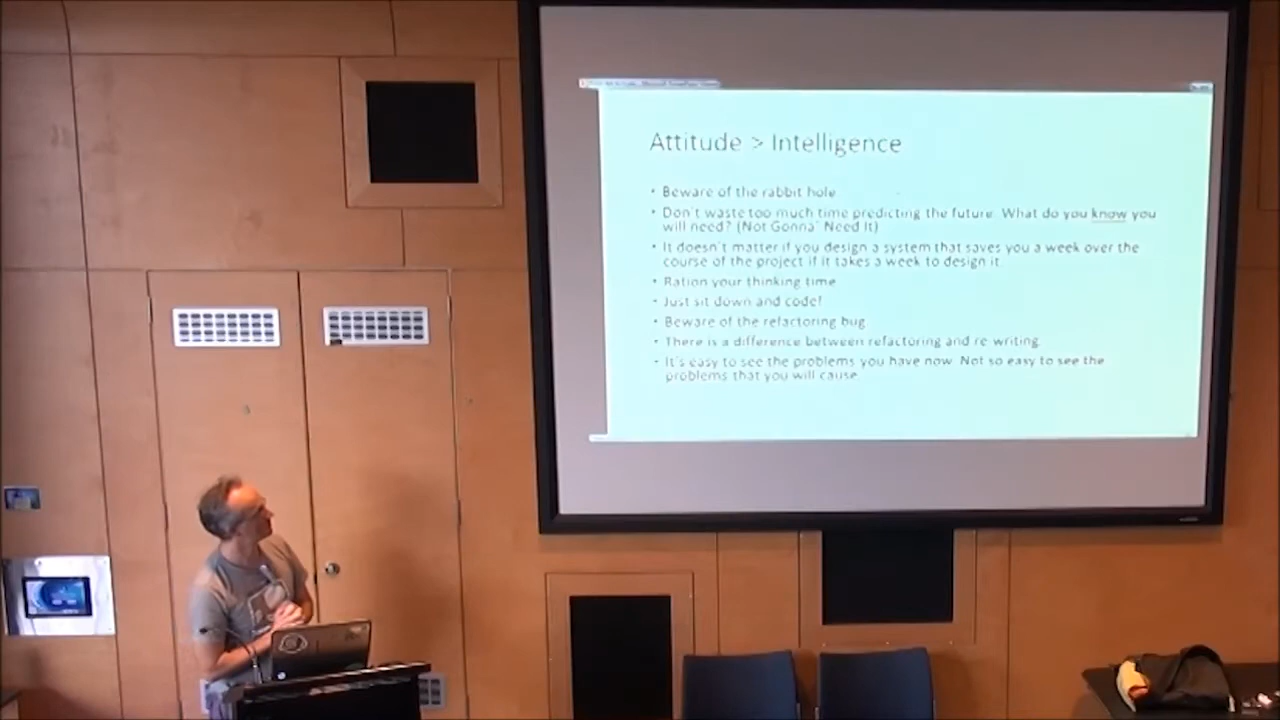 Attitude > Intelligence
• Beware of the rabbit hole
• Don't waste too much time predicting the future. What do you know you
will need? (Not Gonna' Need It)
• It doesn't matter if you design a system that saves you a week over the
course of the project if it takes a week to design it.
• Ration your thinking time
• Just sit down and code!
• Beware of the refactoring bug
• There is a difference between refactoring and re-writing
• It's easy to see the problems you have now. Not so easy to see the
problems that you will cause.